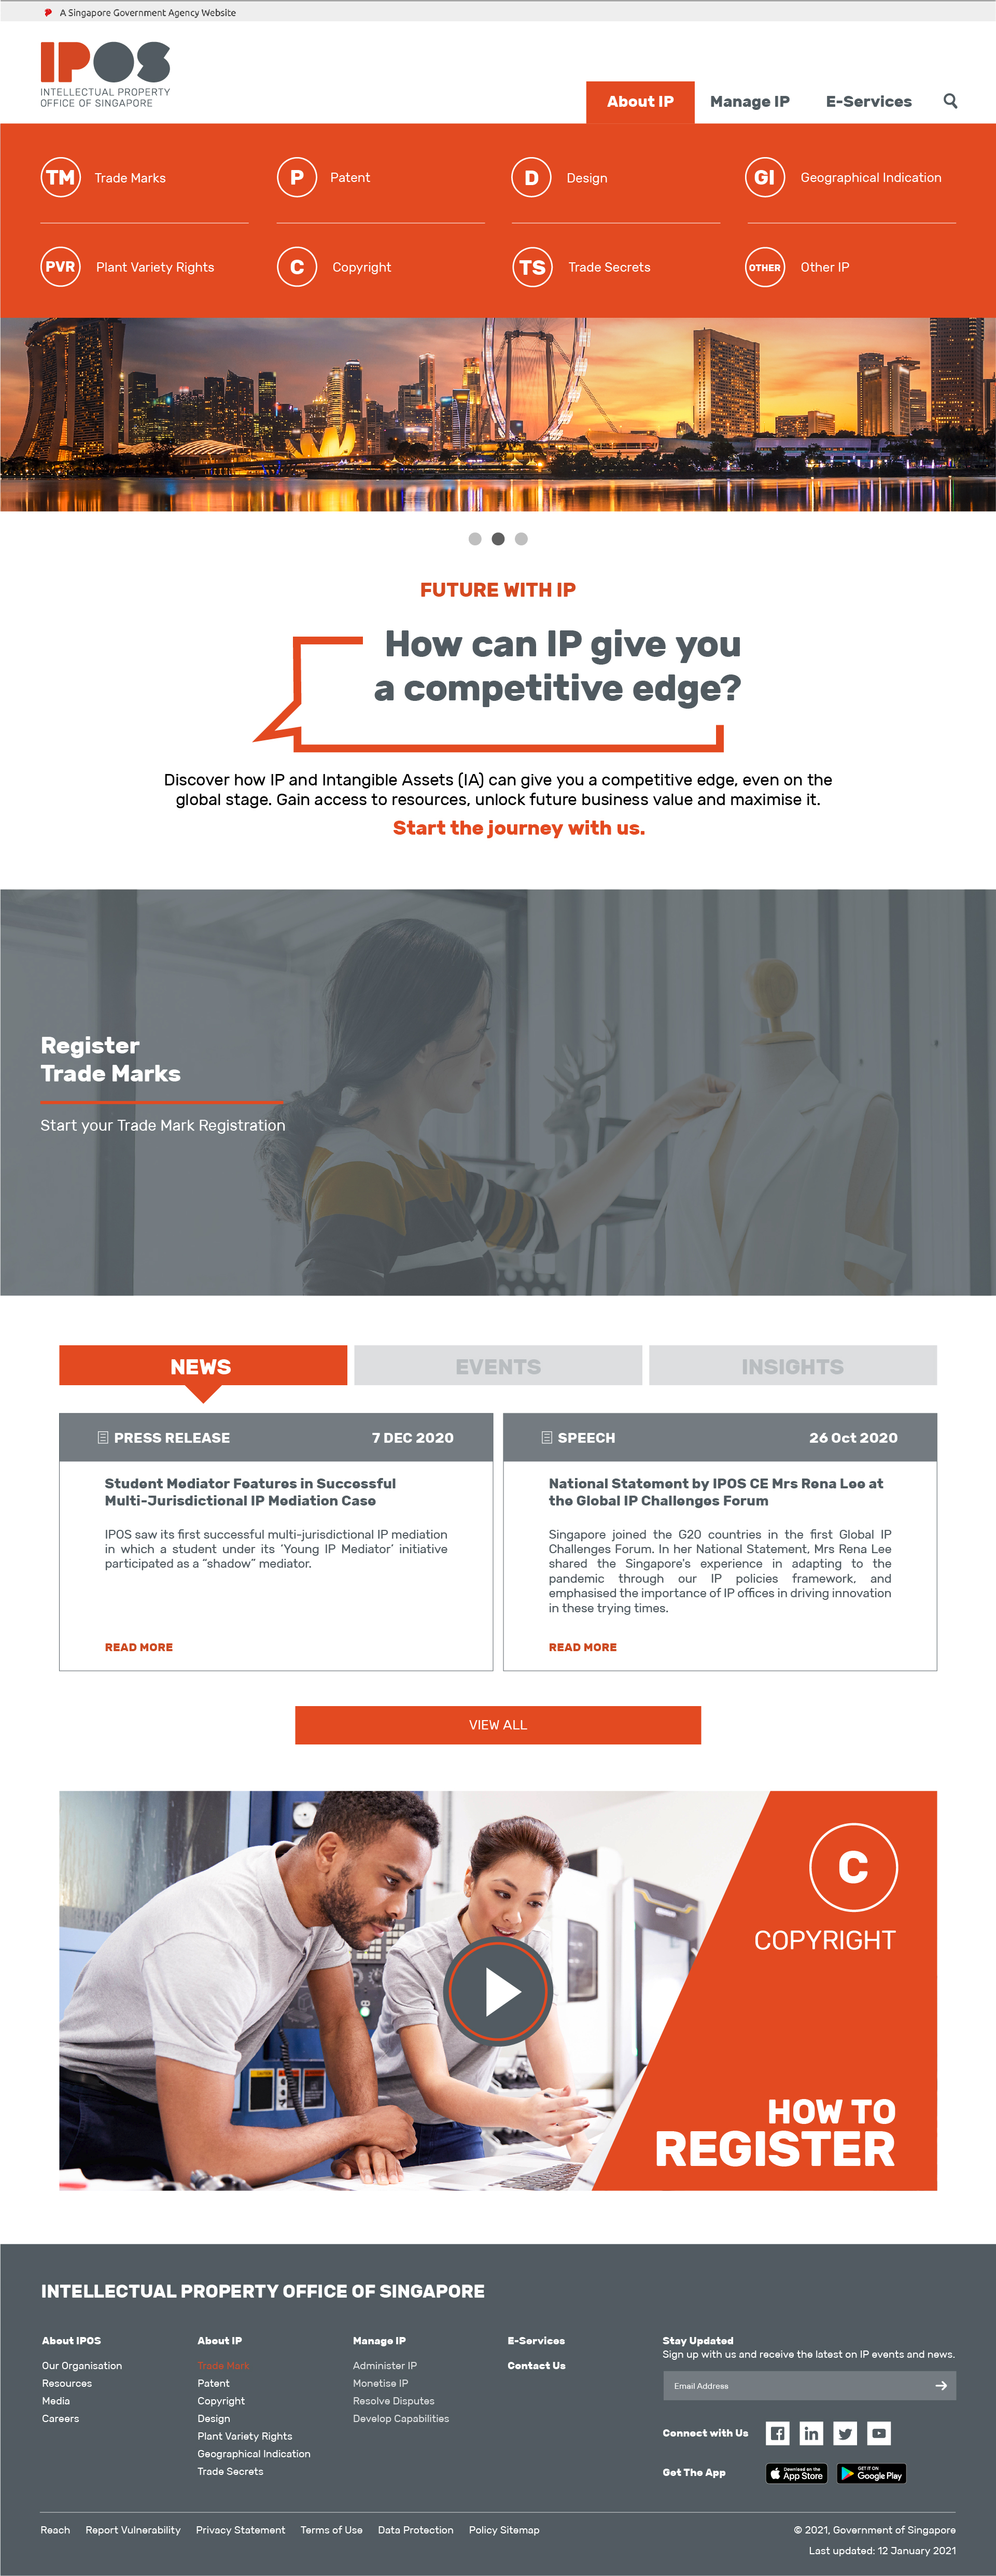 A Singapore Government Agency Website
IPOS
INTELLECTUAL PROPERTY
OFFICE OF SINGAPORE
About IP
Manage IP
E-Services
TM Trade Marks
P Patent
D Design
GI Geographical Indication
PVR Plant Variety Rights
C Copyright
TS Trade Secrets
OTHER Other IP
FUTURE WITH IP
How can IP give you
a competitive edge?
Discover how IP and Intangible Assets (IA) can give you a competitive edge, even on the
global stage. Gain access to resources, unlock future business value and maximise it.
Start the journey with us.
Register
Trade Marks
Start your Trade Mark Registration
NEWS
EVENTS
INSIGHTS
PRESS RELEASE 7 DEC 2020
Student Mediator Features in Successful
Multi-Jurisdictional IP Mediation Case
IPOS saw its first successful multi-jurisdictional IP mediation
in which a student under its ‘Young IP Mediator’ initiative
participated as a “shadow” mediator.
READ MORE
SPEECH 26 Oct 2020
National Statement by IPOS CE Mrs Rena Lee at
the Global IP Challenges Forum
Singapore joined the G20 countries in the first Global IP
Challenges Forum. In her National Statement, Mrs Rena Lee
shared the Singapore's experience in adapting to the
pandemic through our IP policies framework, and
emphasised the importance of IP offices in driving innovation
in these trying times.
READ MORE
VIEW ALL
C
COPYRIGHT
HOW TO
REGISTER
INTELLECTUAL PROPERTY OFFICE OF SINGAPORE
About IPOS
Our Organisation
Resources
Media
Careers
About IP
Trade Mark
Patent
Copyright
Design
Plant Variety Rights
Geographical Indication
Trade Secrets
Manage IP
Administer IP
Monetise IP
Resolve Disputes
Develop Capabilities
E-Services
Contact Us
Stay Updated
Sign up with us and receive the latest on IP events and news.
Email Address
Connect with Us
Get The App
Download on the
App Store
GET IT ON
Google Play
Reach Report Vulnerability Privacy Statement Terms of Use Data Protection Policy Sitemap
© 2021, Government of Singapore
Last updated: 12 January 2021